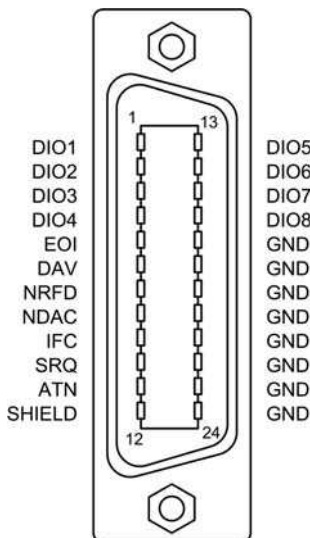 1 13
DIO1 DIO5
DIO2 DIO6
DIO3 DIO7
DIO4 DIO8
EOI GND
DAV GND
NRFD GND
NDAC GND
IFC GND
SRQ GND
ATN GND
SHIELD GND
12 24